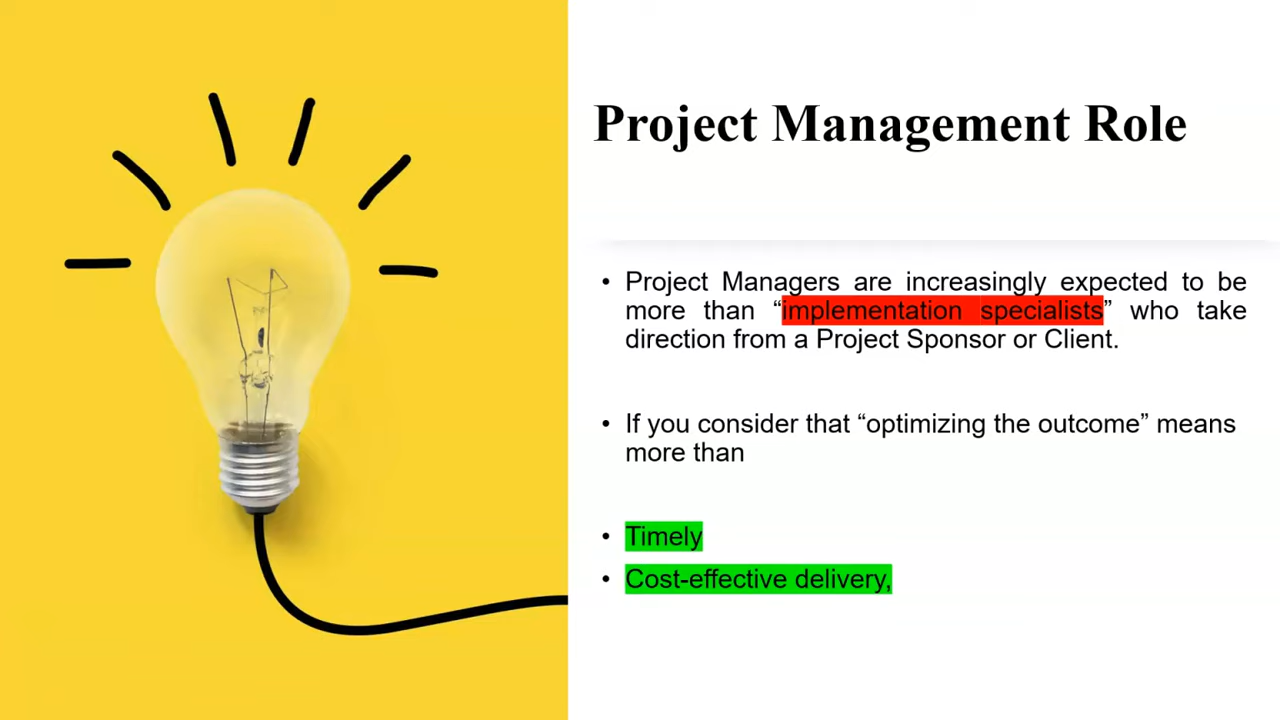 Project Management Role
• Project Managers are increasingly expected to be
more than “implementation specialists” who take
direction from a Project Sponsor or Client.
• If you consider that “optimizing the outcome” means
more than
• Timely
• Cost-effective delivery,